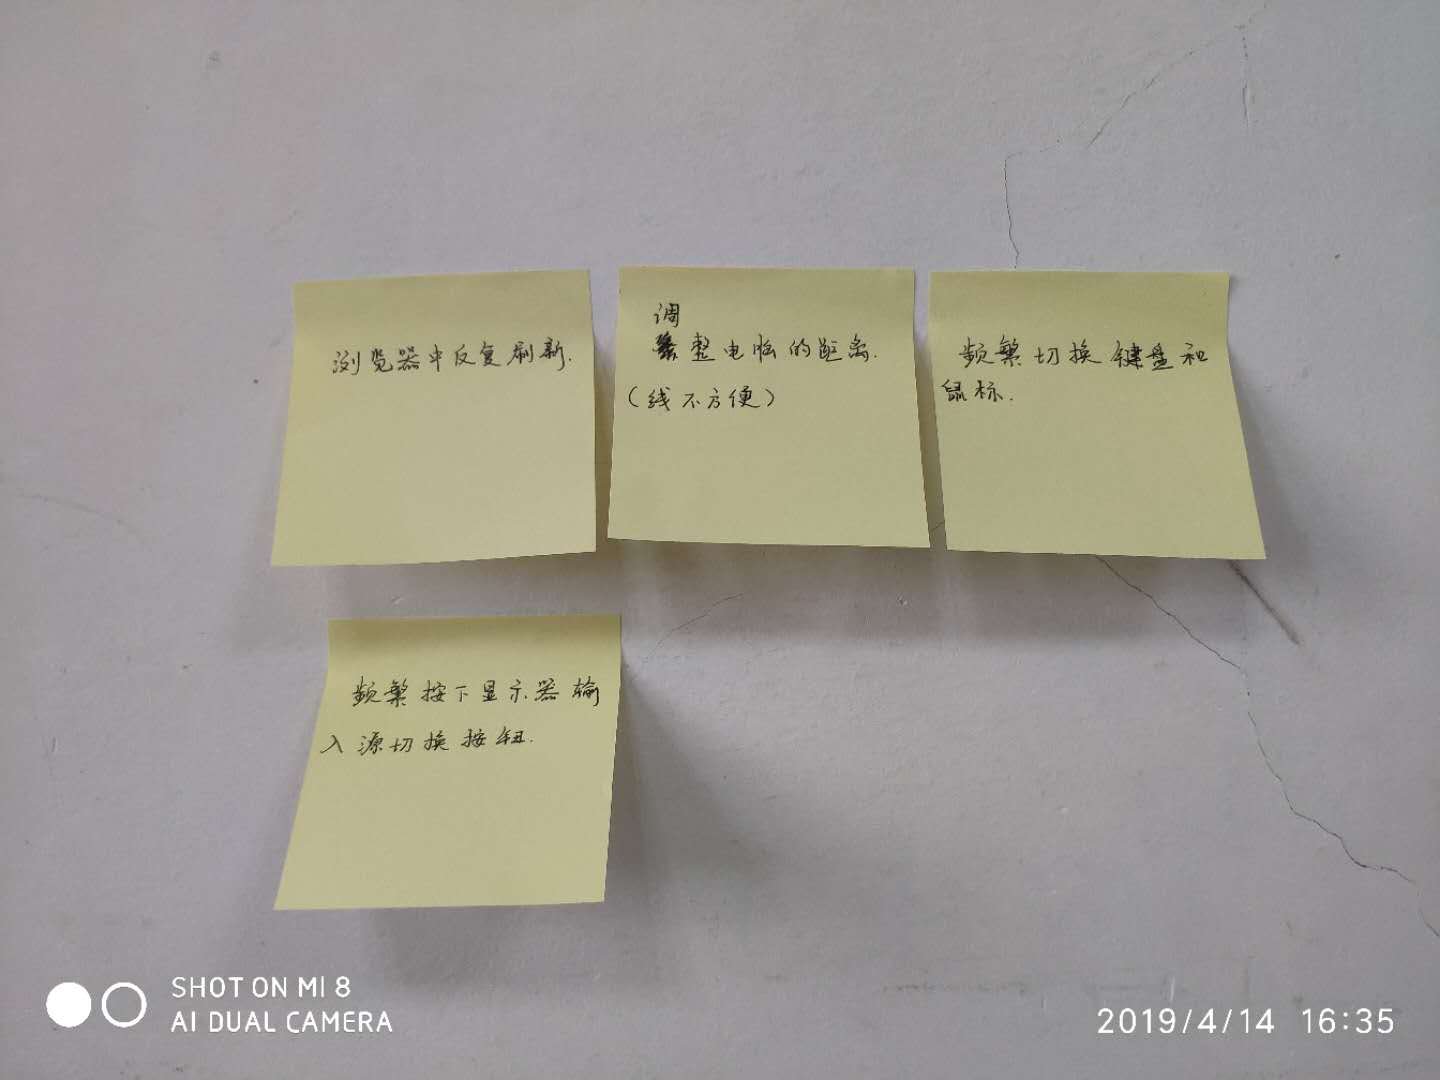 浏览器中反复刷新.
调
整电脑的距离.
(线不方便)
频繁切换键盘和
鼠标.
频繁按下显示器输
入源切换按钮.
SHOT ON MI 8
AI DUAL CAMERA
2019/4/14 16:35